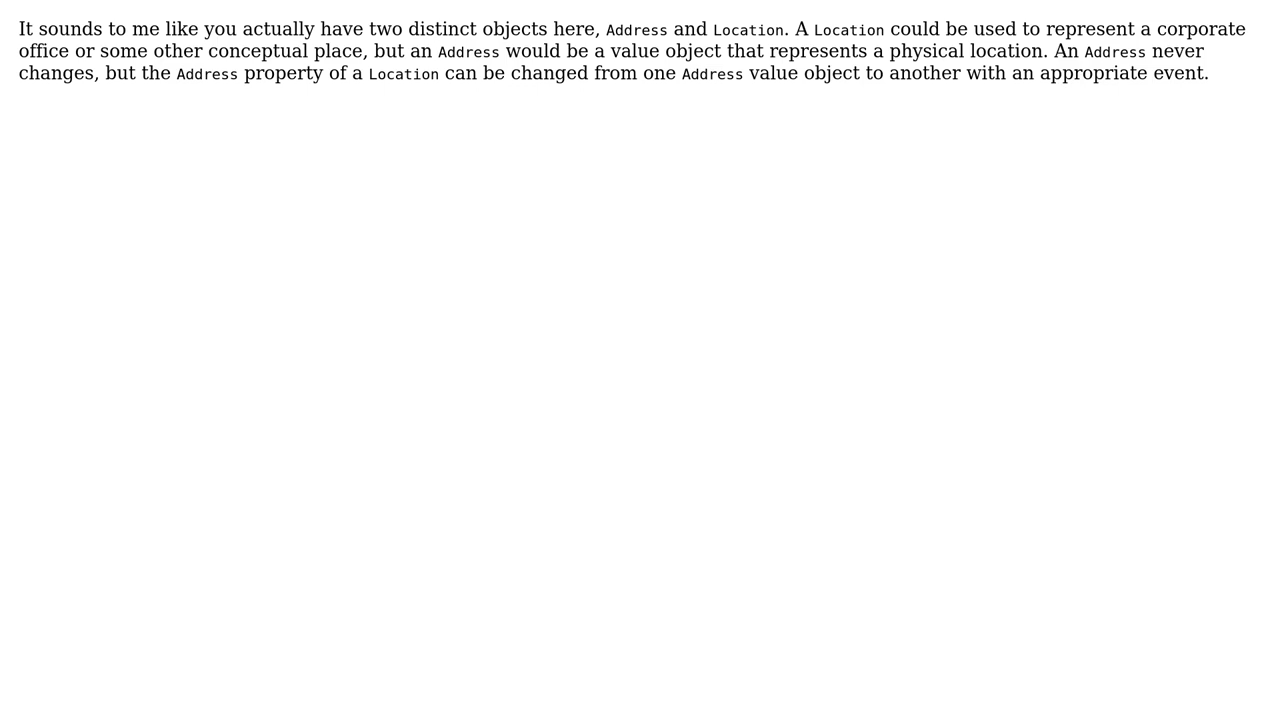 It sounds to me like you actually have two distinct objects here, Address and Location. A Location could be used to represent a corporate
office or some other conceptual place, but an Address would be a value object that represents a physical location. An Address never
changes, but the Address property of a Location can be changed from one Address value object to another with an appropriate event.